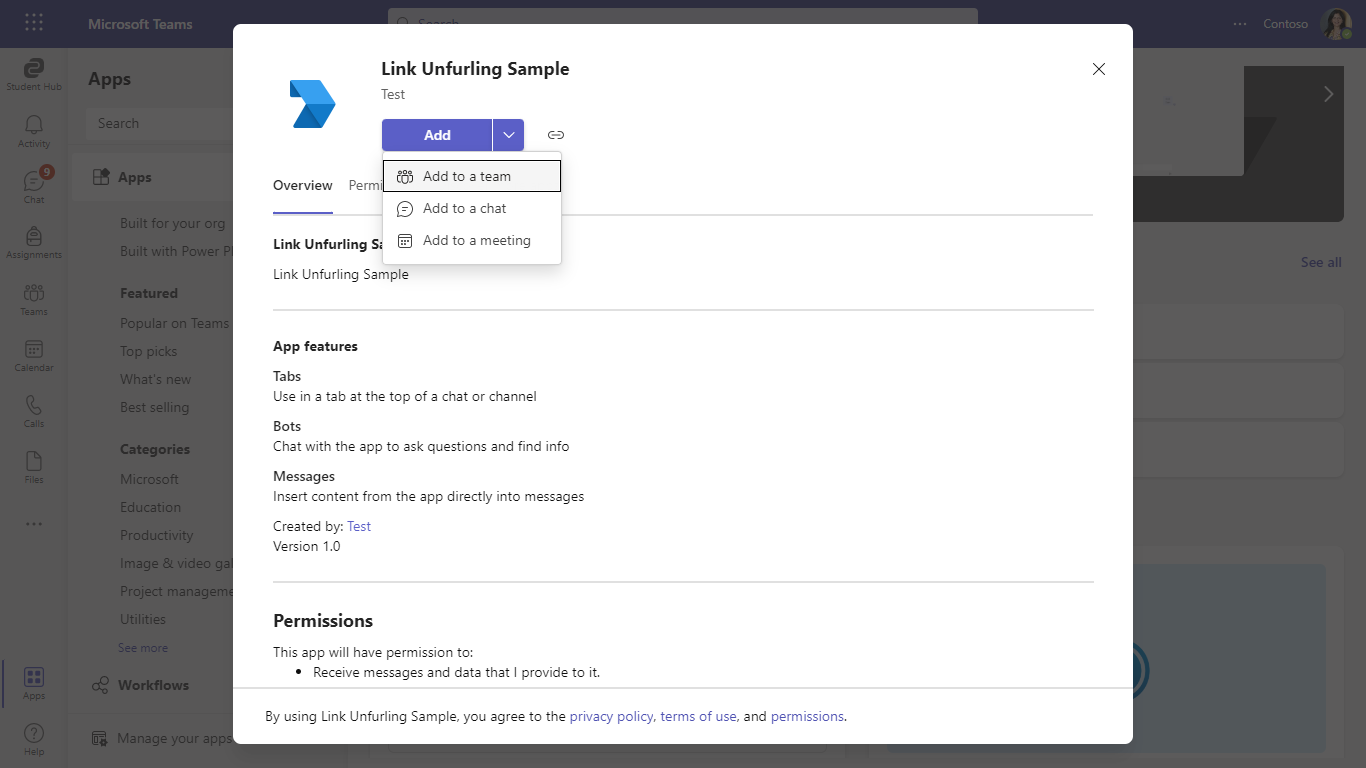 Microsoft Teams
Search
Contoso
Student Hub
Activity
9
Chat
Assignments
Teams
Calendar
Calls
Files
Apps
Help
Apps
Search
Apps
Built for your org
Built with Power
Featured
Popular on Teams
Top picks
What's new
Best selling
Categories
Microsoft
Education
Productivity
Image & video
Project
Utilities
See more
Workflows
Manage your apps
Link Unfurling Sample
Test
Add
Add to a team
Add to a chat
Add to a meeting
Overview
Link Unfurling
Link Unfurling Sample
App features
Tabs
Use in a tab at the top of a chat or channel
Bots
Chat with the app to ask questions and find info
Messages
Insert content from the app directly into messages
Created by: Test
Version 1.0
Permissions
This app will have permission to:
• Receive messages and data that I provide to it.
By using Link Unfurling Sample, you agree to the privacy policy, terms of use, and permissions.
See all